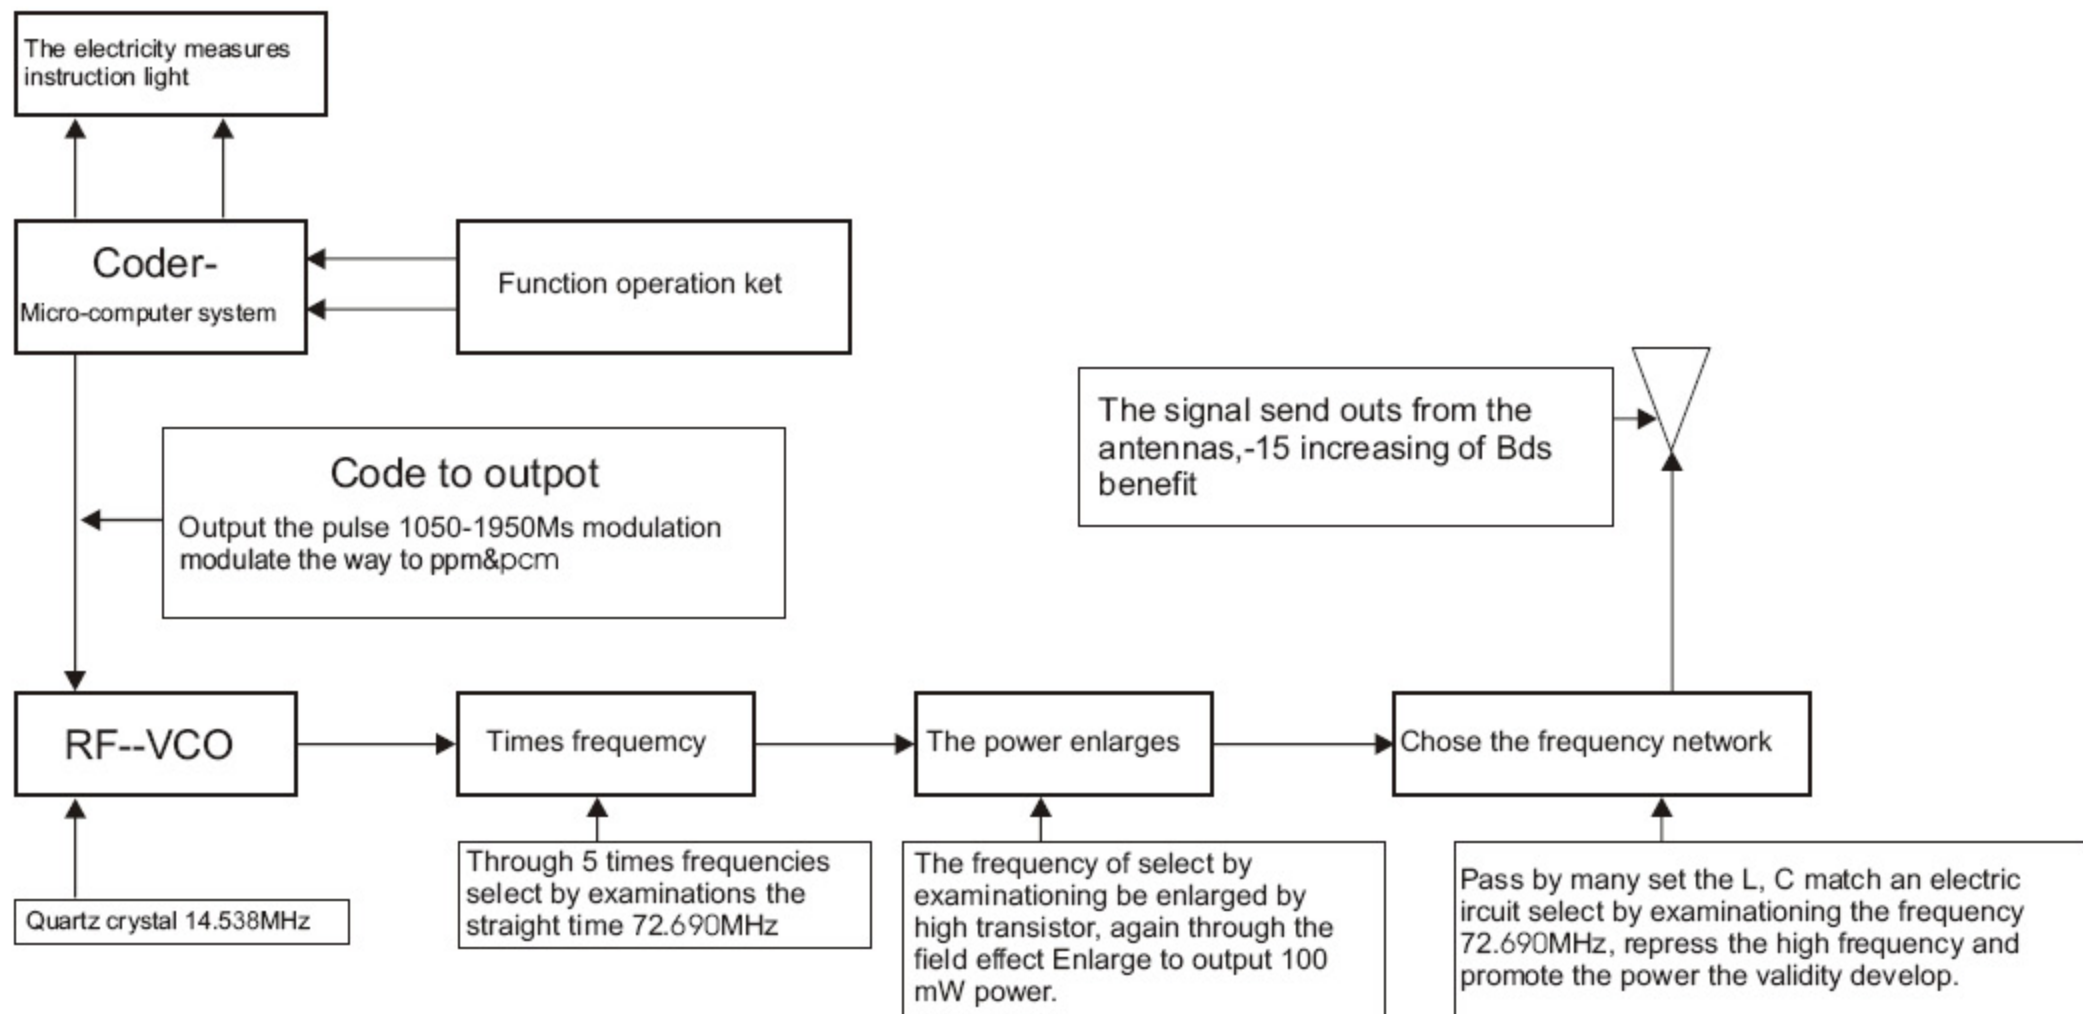 The electricity measures
instruction light
Coder-
Micro-computer system
Function operation ket
The signal send outs from the
antennas,-15 increasing of Bds
benefit
Code to outpot
Output the pulse 1050-1950Ms modulation
modulate the way to ppm&pcm
RF--VCO
Times frequemcy
The power enlarges
Chose the frequency network
Quartz crystal 14.538MHz
Through 5 times frequencies
select by examinations the
straight time 72.690MHz
The frequency of select by
examinationing be enlarged by
high transistor, again through the
field effect Enlarge to output 100
mW power.
Pass by many set the L, C match an electric
ircuit select by examinationing the frequency
72.690MHz, repress the high frequency and
promote the power the validity develop.